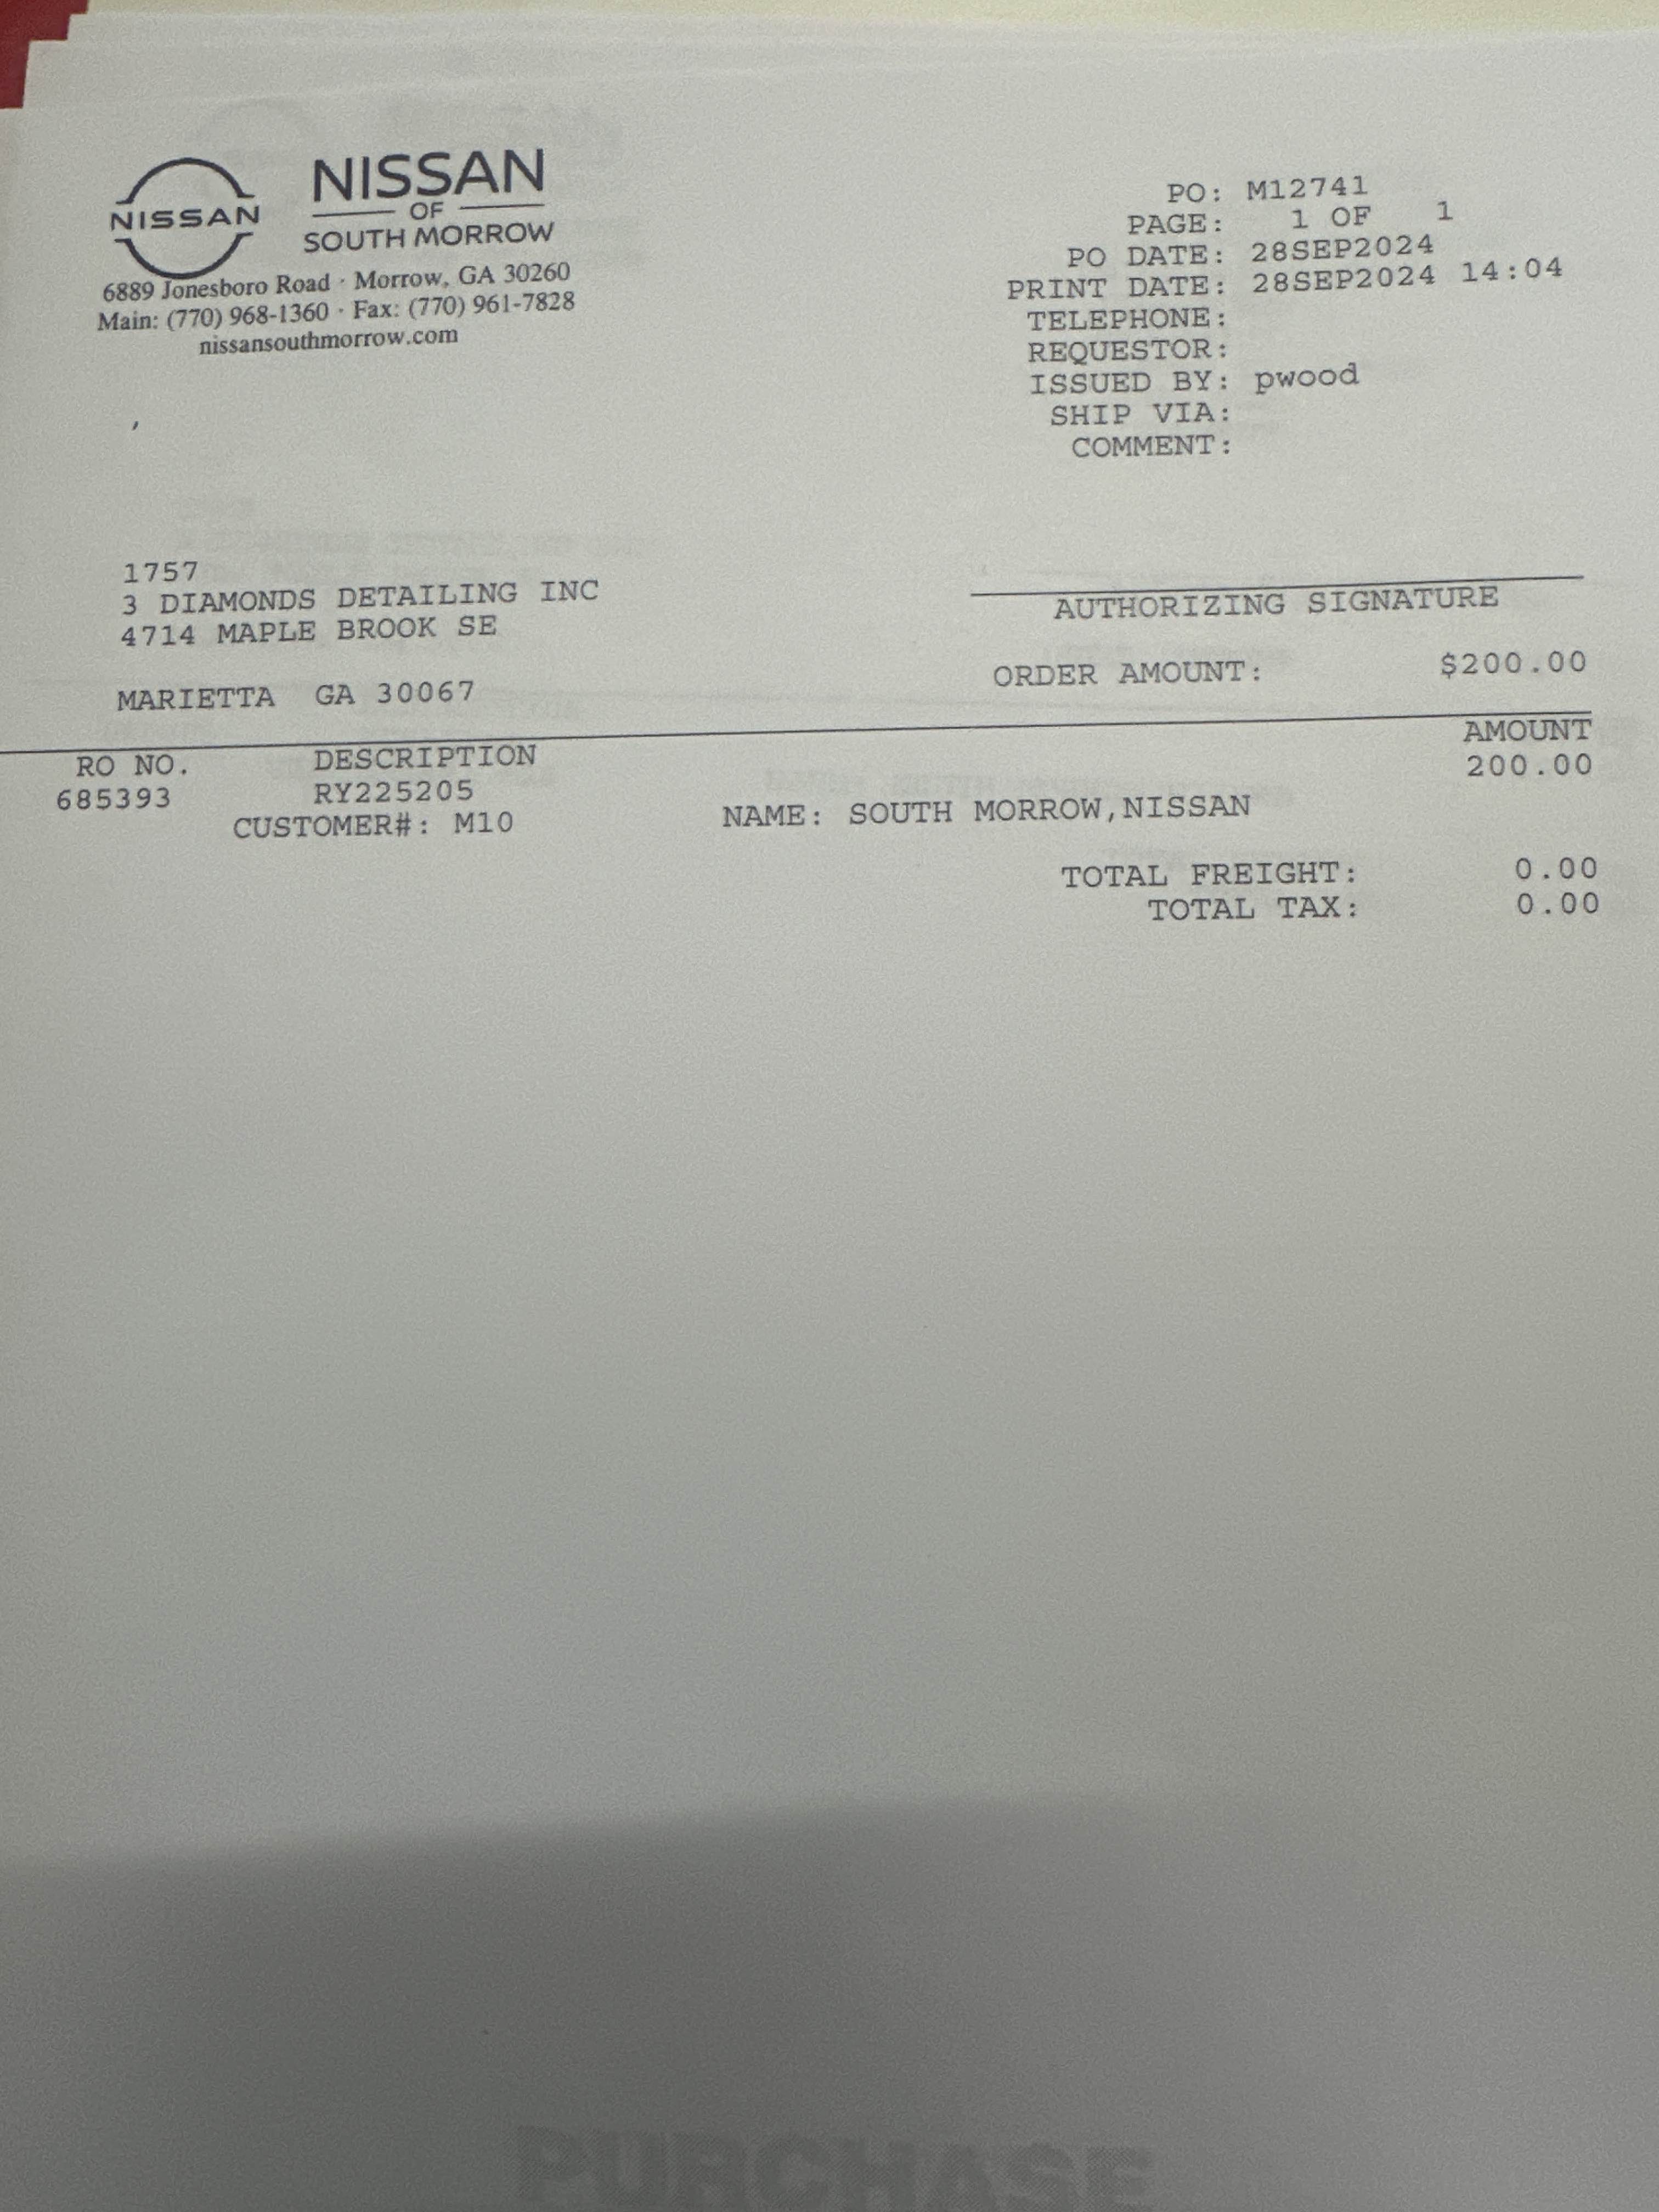 NISSAN
NISSAN
OF
SOUTH MORROW
6889 Jonesboro Road · Morrow, GA 30260
Main: (770) 968-1360 · Fax: (770) 961-7828
nissansouthmorrow.com
PO: M12741
PAGE: 1 OF 1
PO DATE: 28SEP2024
PRINT DATE: 28SEP2024 14:04
TELEPHONE:
REQUESTOR:
ISSUED BY: pwood
SHIP VIA:
COMMENT:
1757
3 DIAMONDS DETAILING INC
4714 MAPLE BROOK SE
MARIETTA GA 30067
AUTHORIZING SIGNATURE
ORDER AMOUNT: $200.00
RO NO. DESCRIPTION AMOUNT
685393 RY225205 200.00
CUSTOMER#: M10 NAME: SOUTH MORROW,NISSAN
TOTAL FREIGHT: 0.00
TOTAL TAX: 0.00
PURCHASE